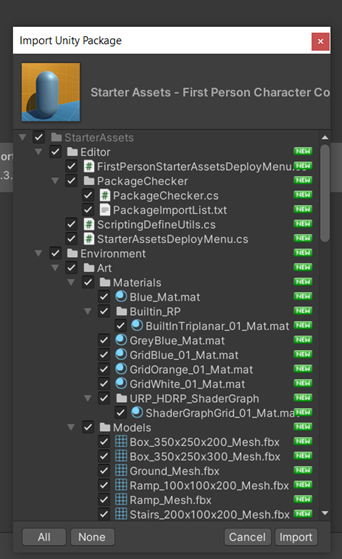 Import Unity Package
Starter Assets - First Person Character Co
StarterAssets
Editor NEW
FirstPersonStarterAssetsDeployMenu.cs NEW
PackageChecker NEW
PackageChecker.cs NEW
PackageImportList.txt NEW
ScriptingDefineUtils.cs NEW
StarterAssetsDeployMenu.cs NEW
Environment NEW
Art NEW
Materials NEW
Blue_Mat.mat NEW
Builtin_RP NEW
BuiltInTriplanar_01_Mat.mat NEW
GreyBlue_Mat.mat NEW
GridBlue_01_Mat.mat NEW
GridOrange_01_Mat.mat NEW
GridWhite_01_Mat.mat NEW
URP_HDRP_ShaderGraph NEW
ShaderGraphGrid_01_Mat.mat NEW
Models NEW
Box_350x250x200_Mesh.fbx NEW
Box_350x250x300_Mesh.fbx NEW
Ground_Mesh.fbx NEW
Ramp_100x100x200_Mesh.fbx NEW
Ramp_Mesh.fbx NEW
Stairs_200x100x200_Mesh.fbx NEW
All None Cancel Import